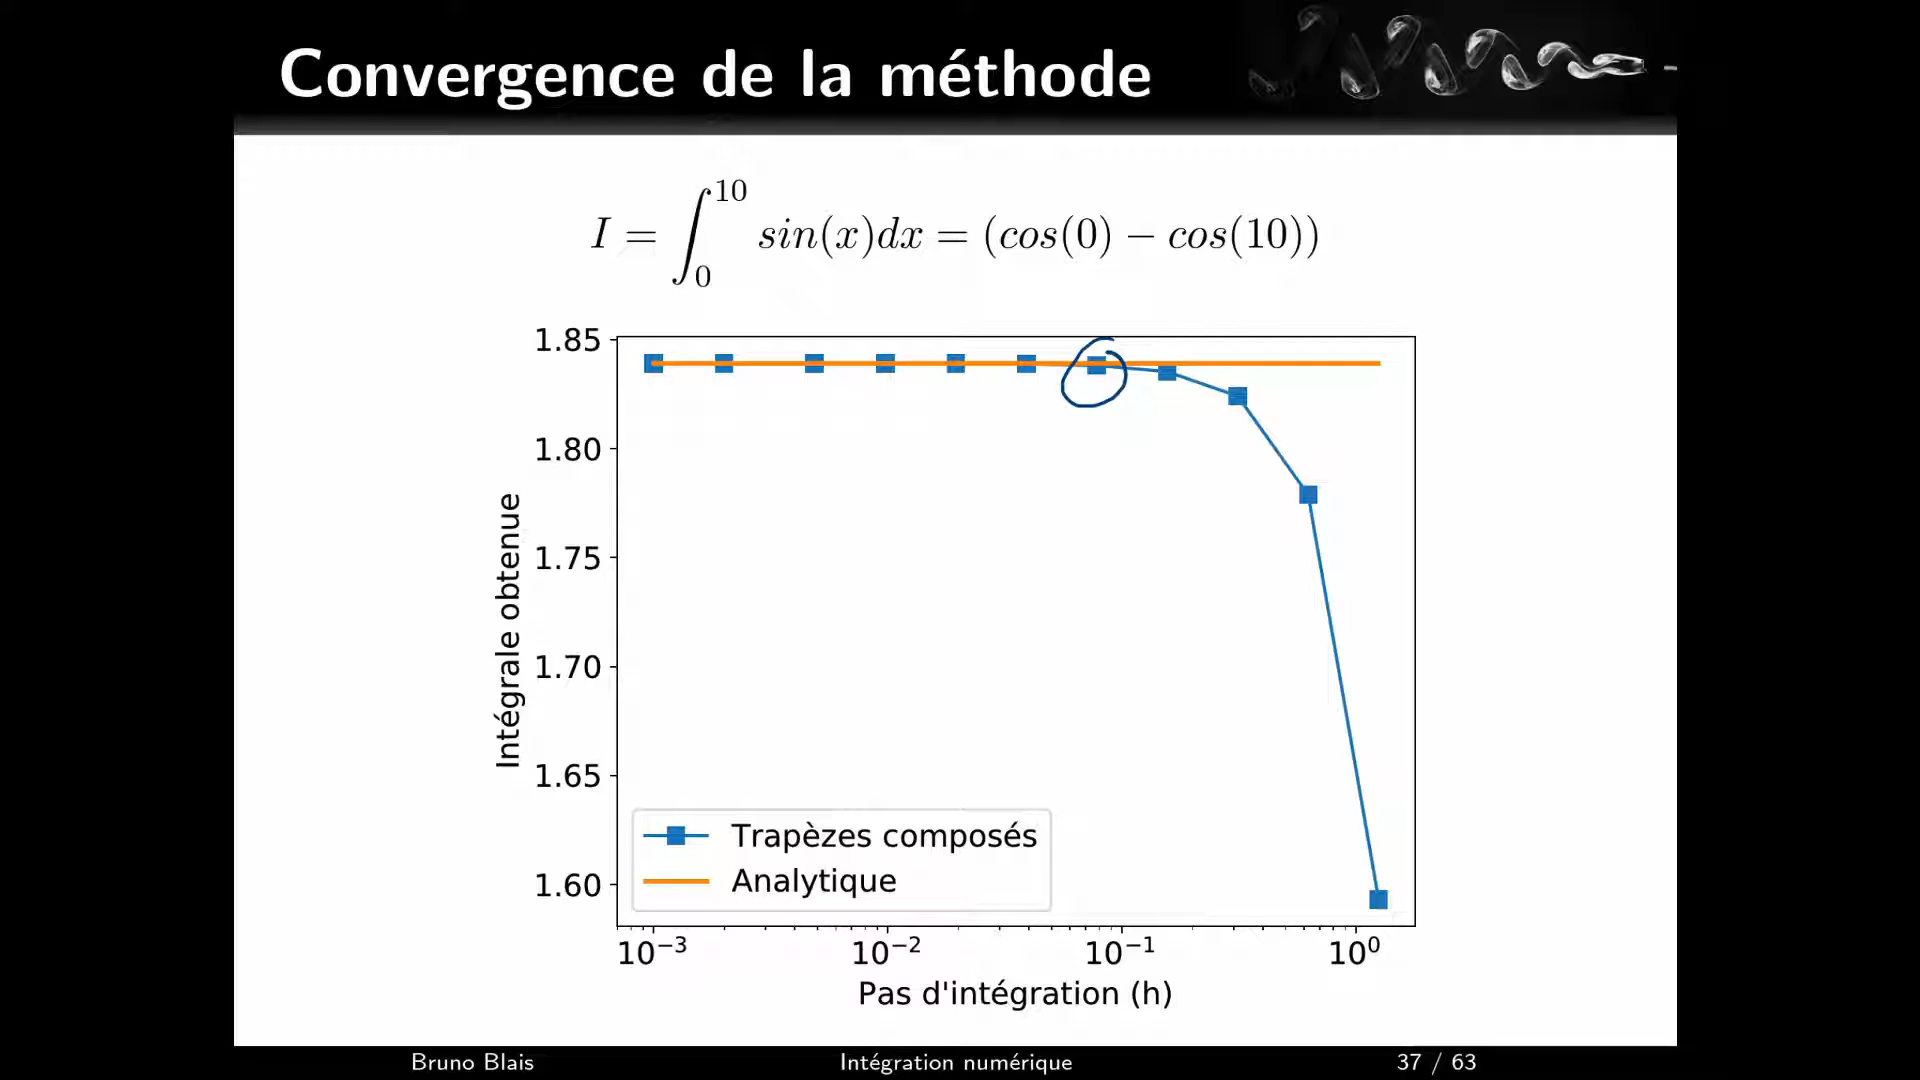 Convergence de la méthode
I = ∫₀¹⁰ sin(x)dx = (cos(0) − cos(10))
1.85
1.80
1.75
1.70
1.65
1.60
Intégrale obtenue
Trapèzes composés
Analytique
10⁻³ 10⁻² 10⁻¹ 10⁰
Pas d'intégration (h)
Bruno Blais Intégration numérique 37 / 63